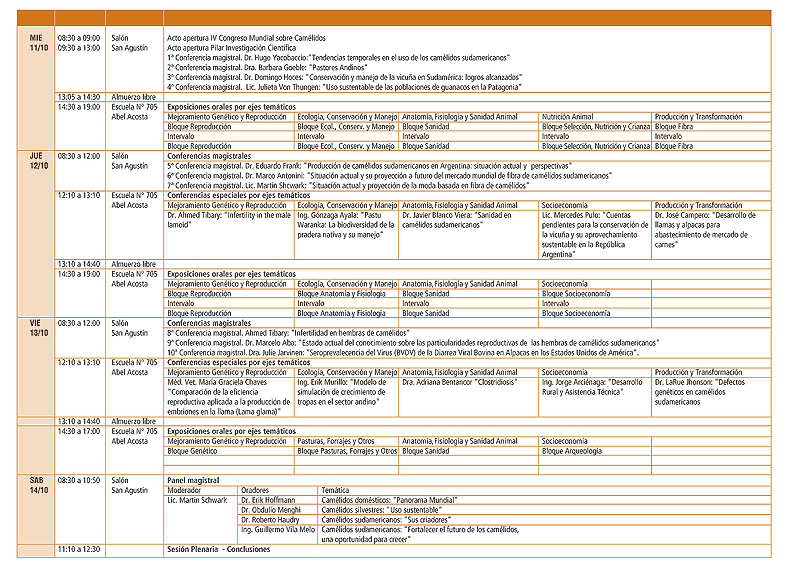 MIE 08:30 a 09:00 Salón Acto apertura IV Congreso Mundial sobre Camélidos
11/10 09:30 a 13:00 San Agustín Acto apertura Pilar Investigación Científica
1ª Conferencia magistral. Dr. Hugo Yacobaccio:"Tendencias temporales en el uso de los camélidos sudamericanos"
2ª Conferencia magistral. Dra. Barbara Goeble: "Pastores Andinos"
3ª Conferencia magistral. Dr. Domingo Hoces: "Conservación y manejo de la vicuña en Sudamérica: logros alcanzados"
4ª Conferencia magistral. Lic. Julieta Von Thungen: "Uso sustentable de las poblaciones de guanacos en la Patagonia"
13:05 a 14:30 Almuerzo libre
14:30 a 19:00 Escuela N° 705 Exposiciones orales por ejes temáticos
Abel Acosta Mejoramiento Genético y Reproducción Ecología, Conservación y Manejo Anatomía, Fisiología y Sanidad Animal Nutrición Animal Producción y Transformación
Bloque Reproducción Bloque Ecol., Conserv. y Manejo Bloque Sanidad Bloque Selección, Nutrición y Crianza Bloque Fibra
Intervalo Intervalo Intervalo Intervalo Intervalo
Bloque Reproducción Bloque Ecol., Conserv. y Manejo Bloque Sanidad Bloque Selección, Nutrición y Crianza Bloque Fibra
JUE 08:30 a 12:00 Salón Conferencias magistrales
12/10 San Agustín 5ª Conferencia magistral. Dr. Eduardo Frank: "Producción de camélidos sudamericanos en Argentina: situación actual y perspectivas"
6ª Conferencia magistral. Dr. Marco Antonini: "Situación actual y su proyección a futuro del mercado mundial de fibra de camélidos sudamericanos"
7ª Conferencia magistral. Lic. Martin Shcwark: "Situación actual y proyección de la moda basada en fibra de camélidos"
12:10 a 13:10 Escuela N° 705 Conferencias especiales por ejes temáticos
Abel Acosta Mejoramiento Genético y Reproducción Ecología, Conservación y Manejo Anatomía, Fisiología y Sanidad Animal Socioeconomía Producción y Transformación
Dr. Ahmed Tibary: "Infertility in the male Ing. Gónzaga Ayala: "Pastu Dr. Javier Blanco Viera: "Sanidad en Lic. Mercedes Pulo: "Cuentas Dr. José Campero: "Desarrollo de
lamoid" Waranka: La biodiversidad de la camélidos sudamericanos" pendientes para la conservación de llamas y alpacas para
pradera nativa y su manejo" la vicuña y su aprovechamiento abastecimiento de mercado de
sustentable en la República carnes"
Argentina"
13:10 a 14:40 Almuerzo libre
14:30 a 19:00 Escuela N° 705 Exposiciones orales por ejes temáticos
Abel Acosta Mejoramiento Genético y Reproducción Ecología, Conservación y Manejo Anatomía, Fisiología y Sanidad Animal Socioeconomía
Bloque Reproducción Bloque Anatomía y Fisiología Bloque Sanidad Bloque Socioeconomía
Intervalo Intervalo Intervalo Intervalo
Bloque Reproducción Bloque Anatomía y Fisiología Bloque Sanidad Bloque Socioeconomía
VIE 08:30 a 12:00 Salón Conferencias magistrales
13/10 San Agustín 8ª Conferencia magistral. Ahmed Tibary: "Infertilidad en hembras de camélidos"
9ª Conferencia magistral. Dr. Marcelo Aba: "Estado actual del conocimiento sobre las particularidades reproductivas de las hembras de camélidos sudamericanos"
10ª Conferencia magistral. Dra. Julie Jarvinen: "Seroprevalecencia del Virus (BVDV) de la Diarrea Viral Bovina en Alpacas en los Estados Unidos de América".
12:10 a 13:10 Escuela N° 705 Conferencias especiales por ejes temáticos
Abel Acosta Mejoramiento Genético y Reproducción Ecología, Conservación y Manejo Anatomía, Fisiología y Sanidad Animal Socioeconomía Producción y Transformación
Méd. Vet. María Graciela Chaves Ing. Erik Murillo: "Modelo de Dra. Adriana Bentancor "Clostridiosis" Ing. Jorge Arciénaga: "Desarrollo Dr. LaRue Jhonson: "Defectos
"Comparación de la eficiencia simulación de crecimiento de Rural y Asistencia Técnica" genéticos en camélidos
reproductiva aplicada a la producción de tropas en el sector andino" sudamericanos
embriones en la llama (Lama glama)"
13:10 a 14:40 Almuerzo libre
14:30 a 17:00 Escuela N° 705 Exposiciones orales por ejes temáticos
Abel Acosta Mejoramiento Genético y Reproducción Pasturas, Forrajes y Otros Anatomía, Fisiología y Sanidad Animal Socioeconomía
Bloque Genético Bloque Pasturas, Forrajes y Otros Bloque Sanidad Bloque Arqueología
SAB 08:30 a 10:50 Salón Panel magistral
14/10 San Agustín Moderador Oradores Temática
Lic. Martin Schwark Dr. Erik Hoffmann Camélidos domésticos: "Panorama Mundial"
Dr. Obdulio Menghi Camélidos silvestres: "Uso sustentable"
Dr. Roberto Haudry Camélidos sudamericanos: "Sus criadores"
Ing. Guillermo Vila Melo Camélidos sudamericanos: "Fortalecer el futuro de los camélidos,
una oportunidad para crecer"
11:10 a 12:30 Sesión Plenaria - Conclusiones